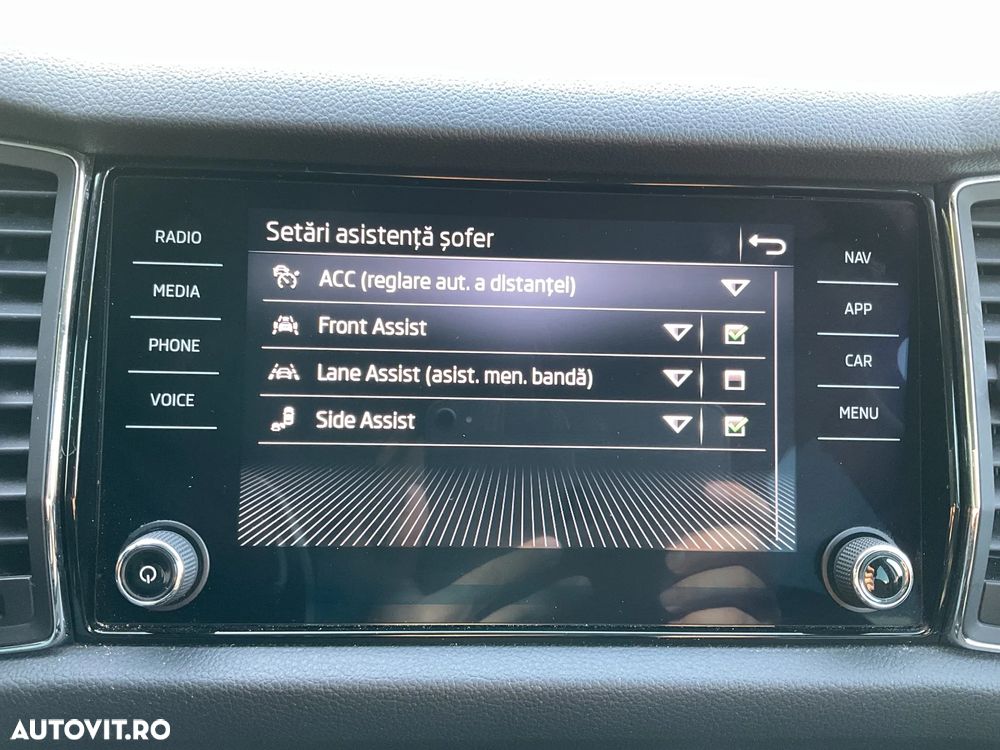 RADIO
MEDIA
PHONE
VOICE
Setări asistență șofer
ACC (reglare aut. a distanței)
Front Assist
Lane Assist (asist. men. bandă)
Side Assist
NAV
APP
CAR
MENU
AUTOVIT.RO